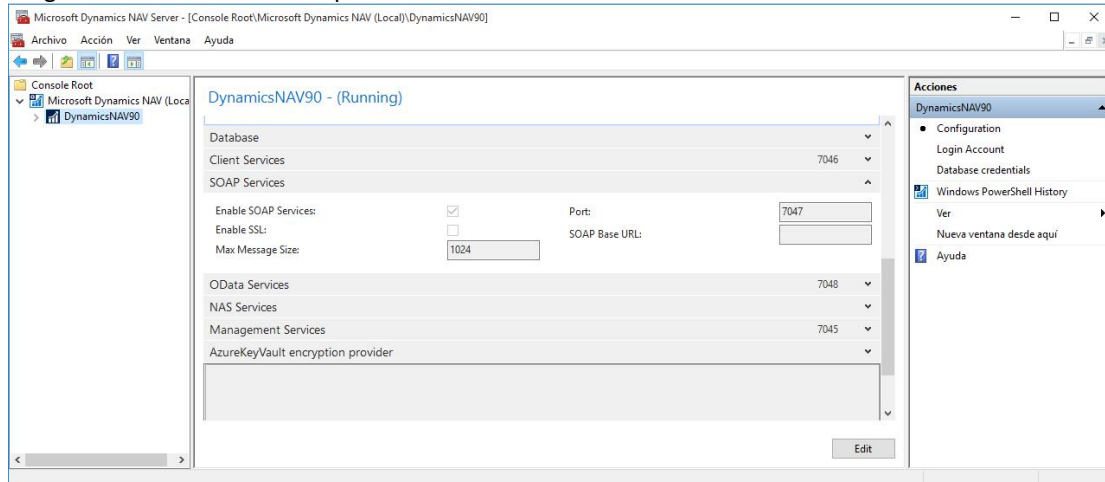 Microsoft Dynamics NAV Server - [Console Root\Microsoft Dynamics NAV (Local)\DynamicsNAV90]
Archivo Acción Ver Ventana Ayuda
Console Root
Microsoft Dynamics NAV (Loca
DynamicsNAV90
DynamicsNAV90 - (Running)
Database
Client Services 7046
SOAP Services
Enable SOAP Services: Port: 7047
Enable SSL: SOAP Base URL:
Max Message Size: 1024
OData Services 7048
NAS Services
Management Services 7045
AzureKeyVault encryption provider
Edit
Acciones
DynamicsNAV90
Configuration
Login Account
Database credentials
Windows PowerShell History
Ver
Nueva ventana desde aquí
Ayuda